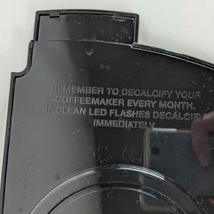 REMEMBER TO DECALCIFY YOUR
COFFEEMAKER EVERY MONTH.
IF CLEAN LED FLASHES DECALCIFY
IMMEDIATELY